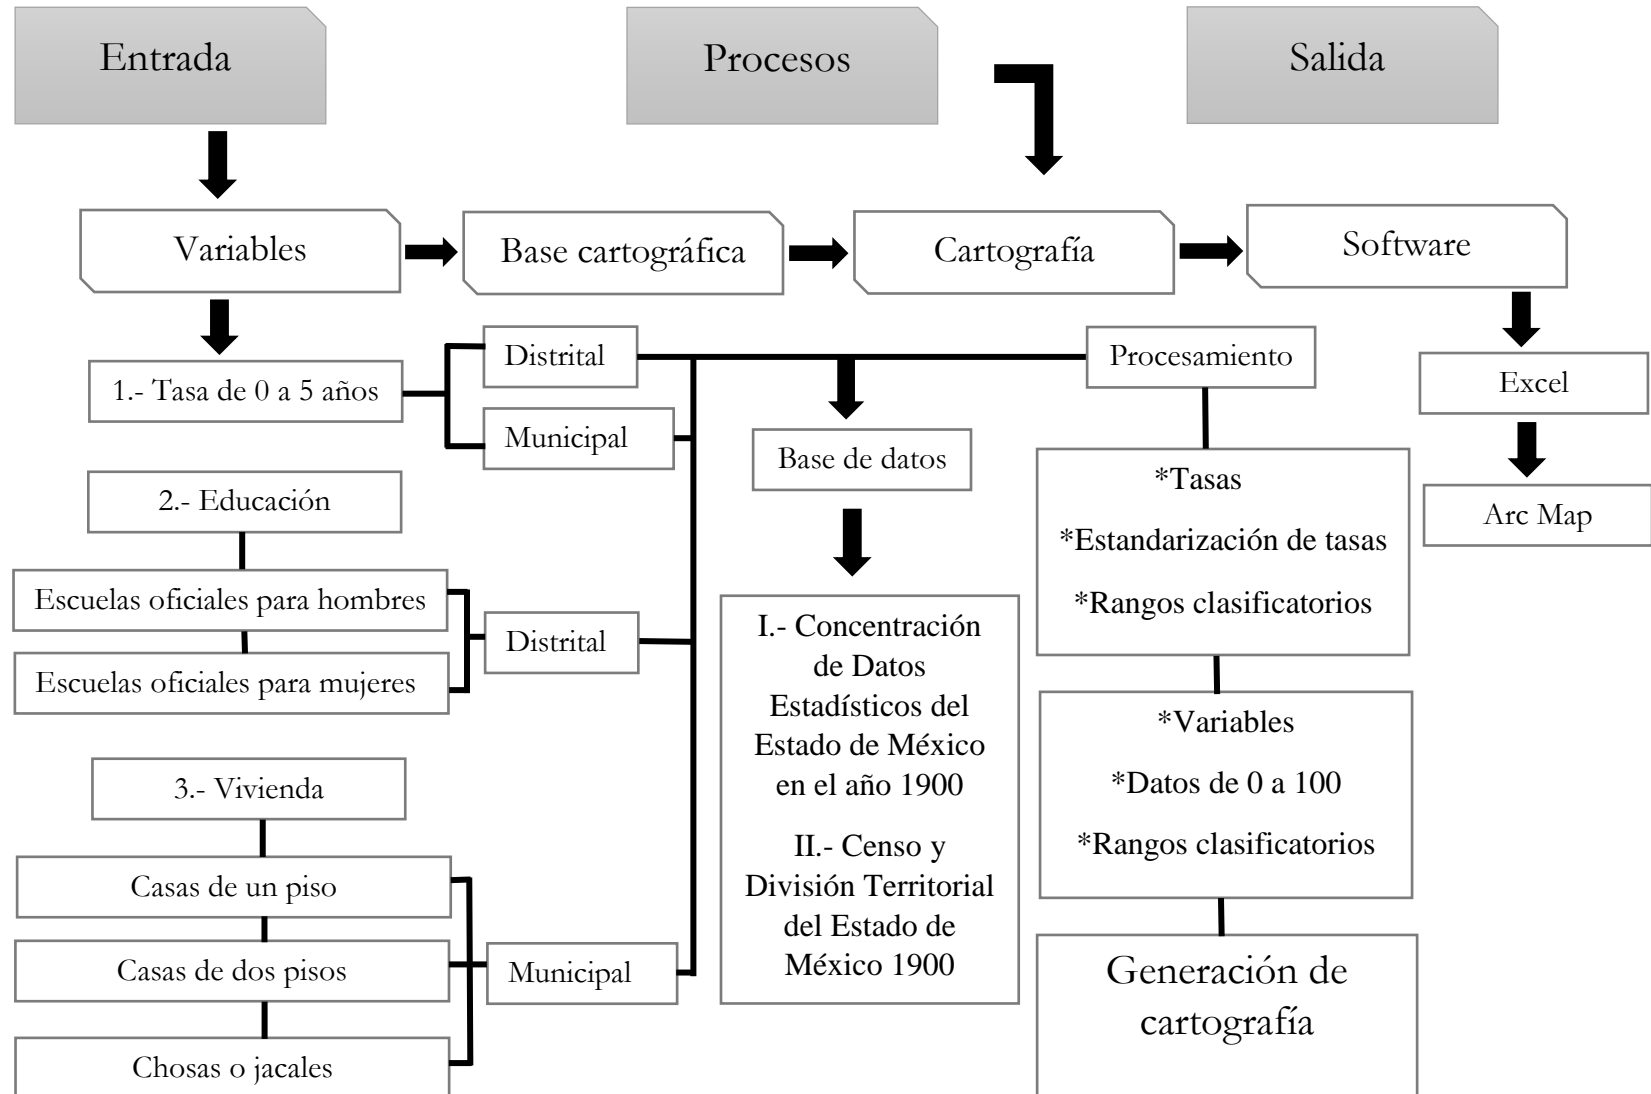 Entrada
Procesos
Salida
Variables
Base cartográfica
Cartografía
Software
1.- Tasa de 0 a 5 años
Distrital
Municipal
2.- Educación
Escuelas oficiales para hombres
Escuelas oficiales para mujeres
Distrital
3.- Vivienda
Casas de un piso
Casas de dos pisos
Chosas o jacales
Municipal
Base de datos
I.- Concentración
de Datos
Estadísticos del
Estado de México
en el año 1900
II.- Censo y
División Territorial
del Estado de
México 1900
Procesamiento
*Tasas
*Estandarización de tasas
*Rangos clasificatorios
*Variables
*Datos de 0 a 100
*Rangos clasificatorios
Generación de
cartografía
Excel
Arc Map